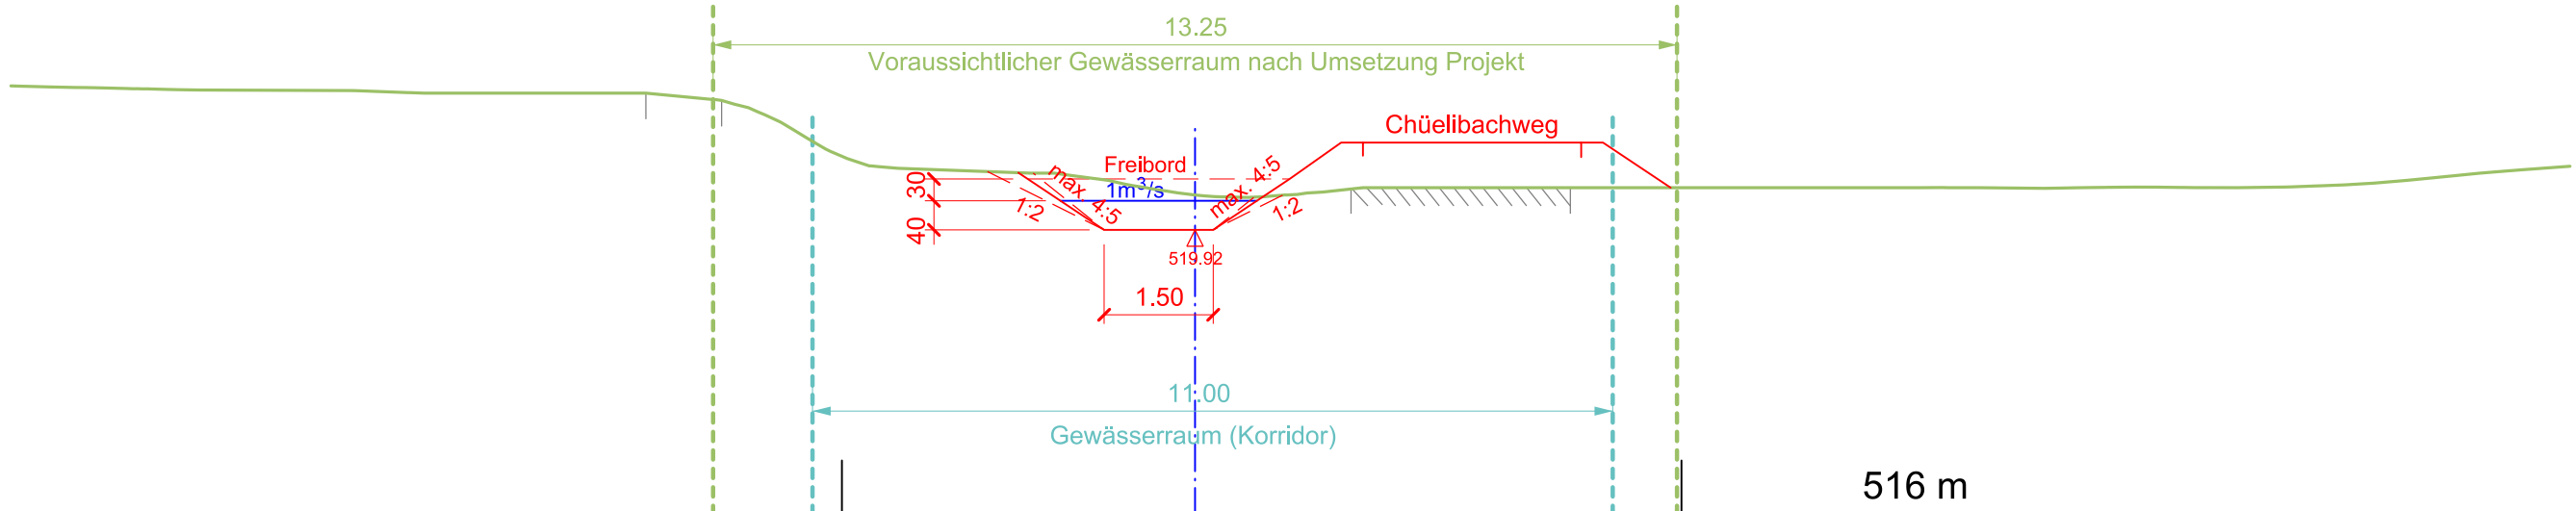 13.25
Voraussichtlicher Gewässerraum nach Umsetzung Projekt
Chüelibachweg
Freibord
max. 4:5
max. 4:5
1m³/s
30
1:2
1:2
40
519.92
1.50
11.00
Gewässerraum (Korridor)
516 m